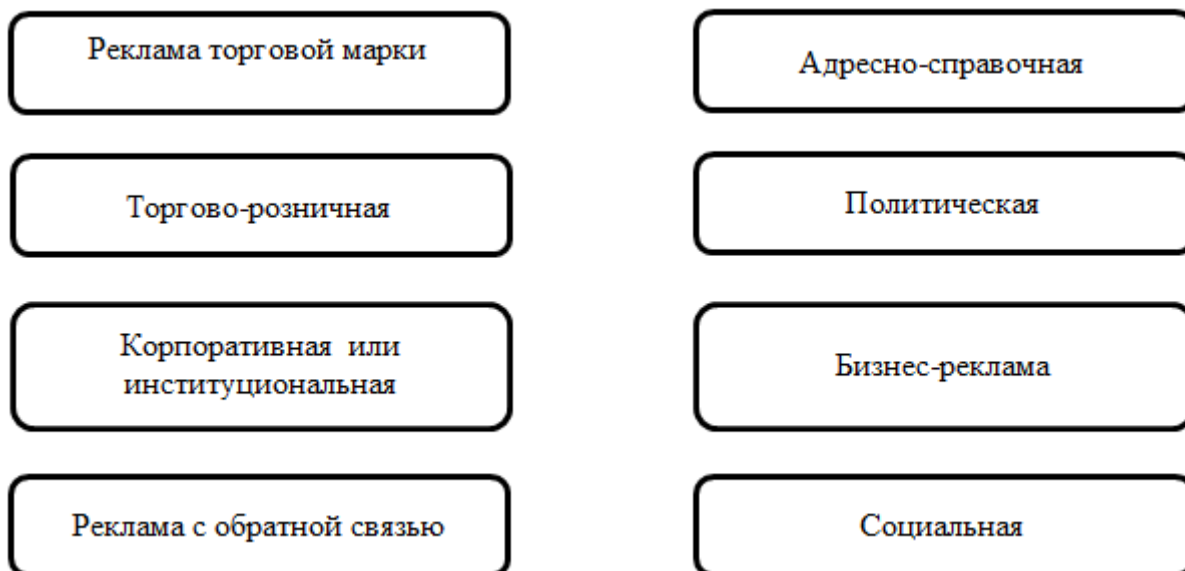 Реклама торговой марки
Адресно-справочная
Торгово-розничная
Политическая
Корпоративная или
институциональная
Бизнес-реклама
Реклама с обратной связью
Социальная